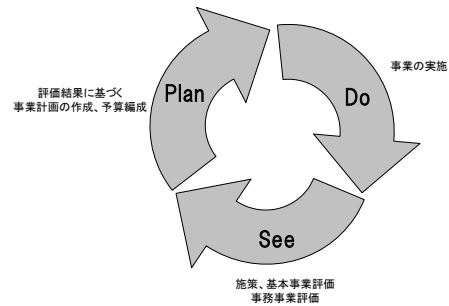 評価結果に基づく
事業計画の作成、予算編成
Plan
Do
事業の実施
See
施策、基本事業評価
事務事業評価